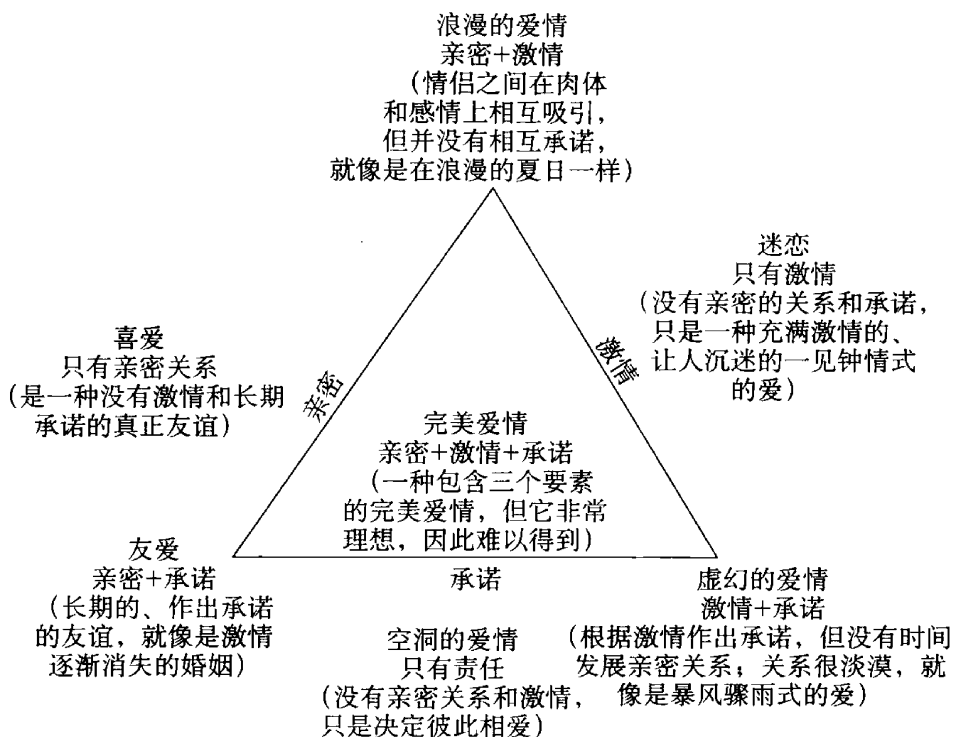 浪漫的爱情
亲密+激情
（情侣之间在肉体
和感情上相互吸引，
但并没有相互承诺，
就像是在浪漫的夏日一样）
迷恋
只有激情
（没有亲密的关系和承诺，
只是一种充满激情的、
让人沉迷的一见钟情式
的爱）
喜爱
只有亲密关系
（是一种没有激情和长期
承诺的真正友谊）
亲密
激情
完美爱情
亲密+激情+承诺
（一种包含三个要素
的完美爱情，但它非常
理想，因此难以得到）
友爱
亲密+承诺
（长期的、作出承诺
的友谊，就像是激情
逐渐消失的婚姻）
承诺
空洞的爱情
只有责任
（没有亲密关系和激情，
只是决定彼此相爱）
虚幻的爱情
激情+承诺
（根据激情作出承诺，但没有时间
发展亲密关系；关系很淡漠，就
像是暴风骤雨式的爱）